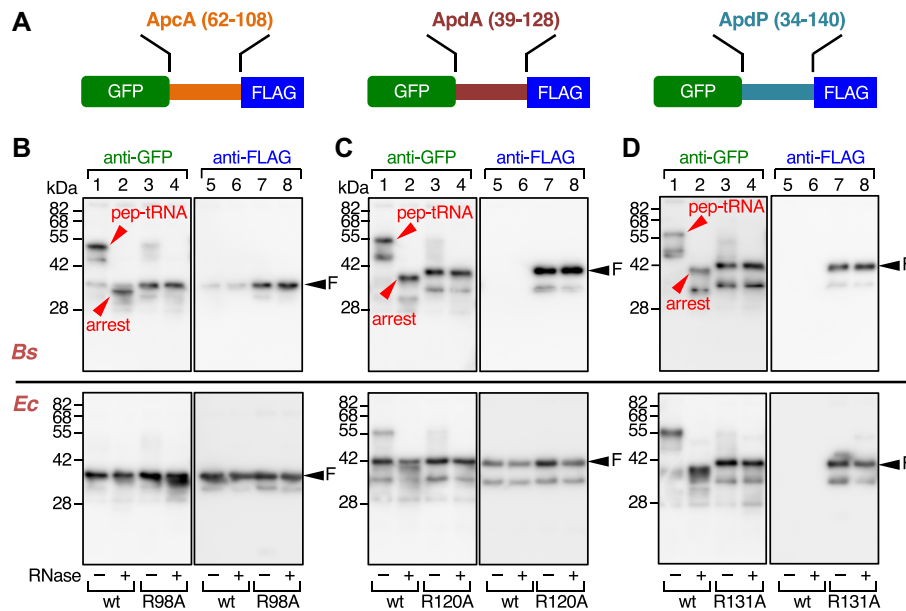 A
ApcA (62-108)
ApdA (39-128)
ApdP (34-140)
GFP FLAG
GFP FLAG
GFP FLAG
B anti-GFP anti-FLAG
C anti-GFP anti-FLAG
D anti-GFP anti-FLAG
kDa 1 2 3 4 5 6 7 8
kDa 1 2 3 4 5 6 7 8
kDa 1 2 3 4 5 6 7 8
82
68
55
42
28
pep-tRNA
arrest
F
82
68
55
42
28
pep-tRNA
arrest
F
82
68
55
42
28
pep-tRNA
arrest
F
Bs
Ec
82
68
55
42
28
F
82
68
55
42
28
F
82
68
55
42
28
F
RNase − + − + − + − +
− + − + − + − +
− + − + − + − +
wt R98A wt R98A
wt R120A wt R120A
wt R131A wt R131A